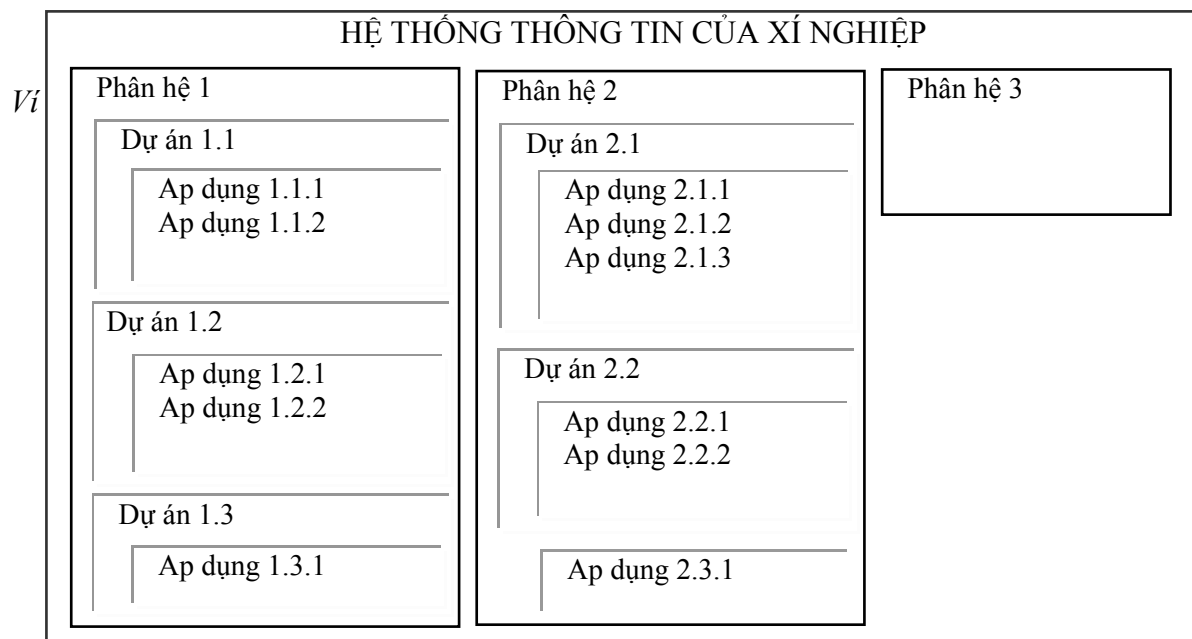 HỆ THỐNG THÔNG TIN CỦA XÍ NGHIỆP
Ví
Phân hệ 1
Dự án 1.1
Ap dụng 1.1.1
Ap dụng 1.1.2
Dự án 1.2
Ap dụng 1.2.1
Ap dụng 1.2.2
Dự án 1.3
Ap dụng 1.3.1
Phân hệ 2
Dự án 2.1
Ap dụng 2.1.1
Ap dụng 2.1.2
Ap dụng 2.1.3
Dự án 2.2
Ap dụng 2.2.1
Ap dụng 2.2.2
Ap dụng 2.3.1
Phân hệ 3